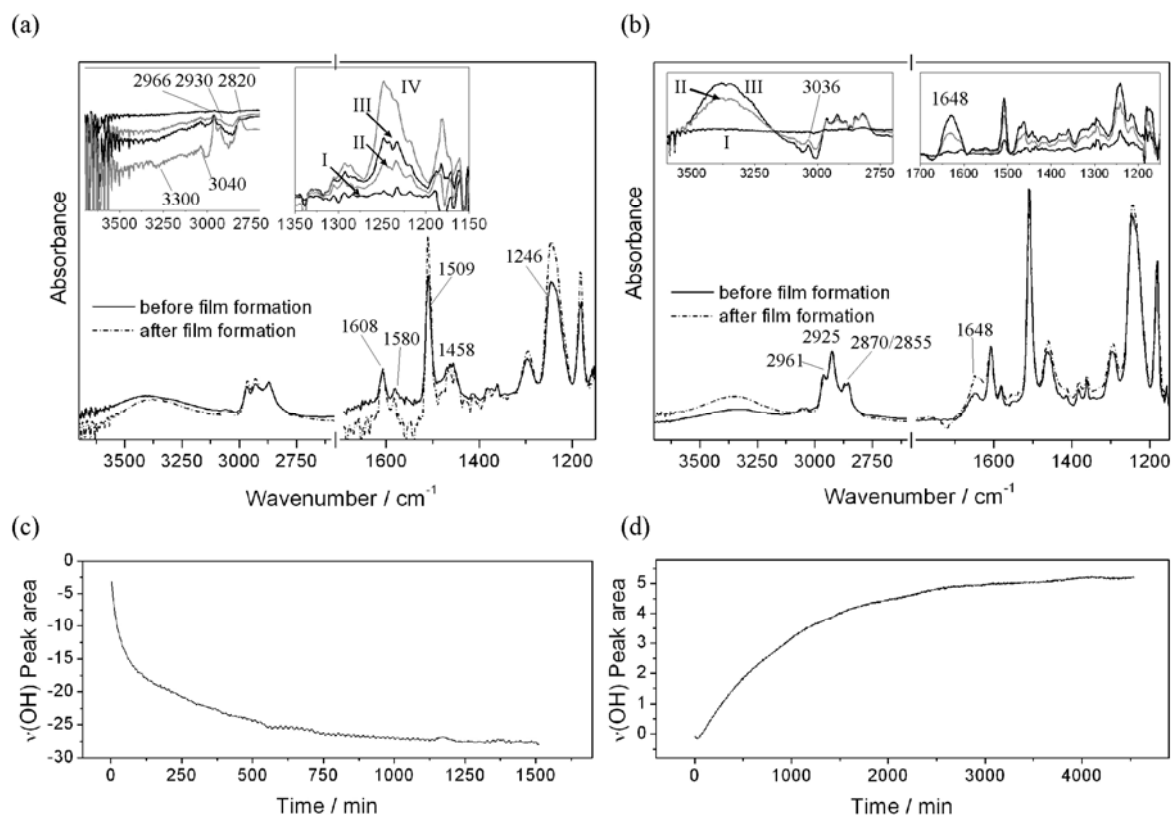 (a)
2966 2930 2820
3300
3040
3500 3250 3000 2750
IV
III
II
I
1350 1300 1250 1200 1150
Absorbance
before film formation
after film formation
1608
1580
1509
1458
1246
3500 3000 2750 1600 1400 1200
Wavenumber / cm-1
(b)
II
III
I
3036
3500 3250 3000 2750
1648
1700 1600 1500 1400 1300 1200
Absorbance
before film formation
after film formation
2961
2925
2870/2855
1648
3500 3000 2750 1600 1400 1200
Wavenumber / cm-1
(c)
ν(OH) Peak area
0
-5
-10
-15
-20
-25
-30
0 250 500 750 1000 1250 1500
Time / min
(d)
ν(OH) Peak area
5
4
3
2
1
0
0 1000 2000 3000 4000
Time / min